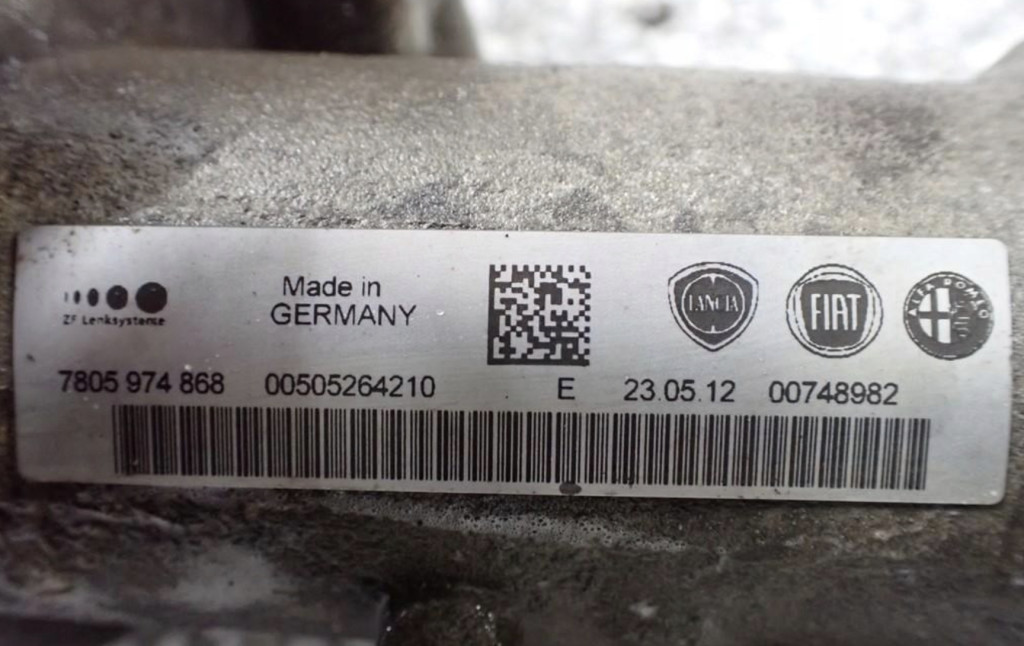 ZF Lenksysteme
Made in
GERMANY
LANCIA
FIAT
ALFA ROMEO
7805 974 868 00505264210 E 23.05.12 00748982